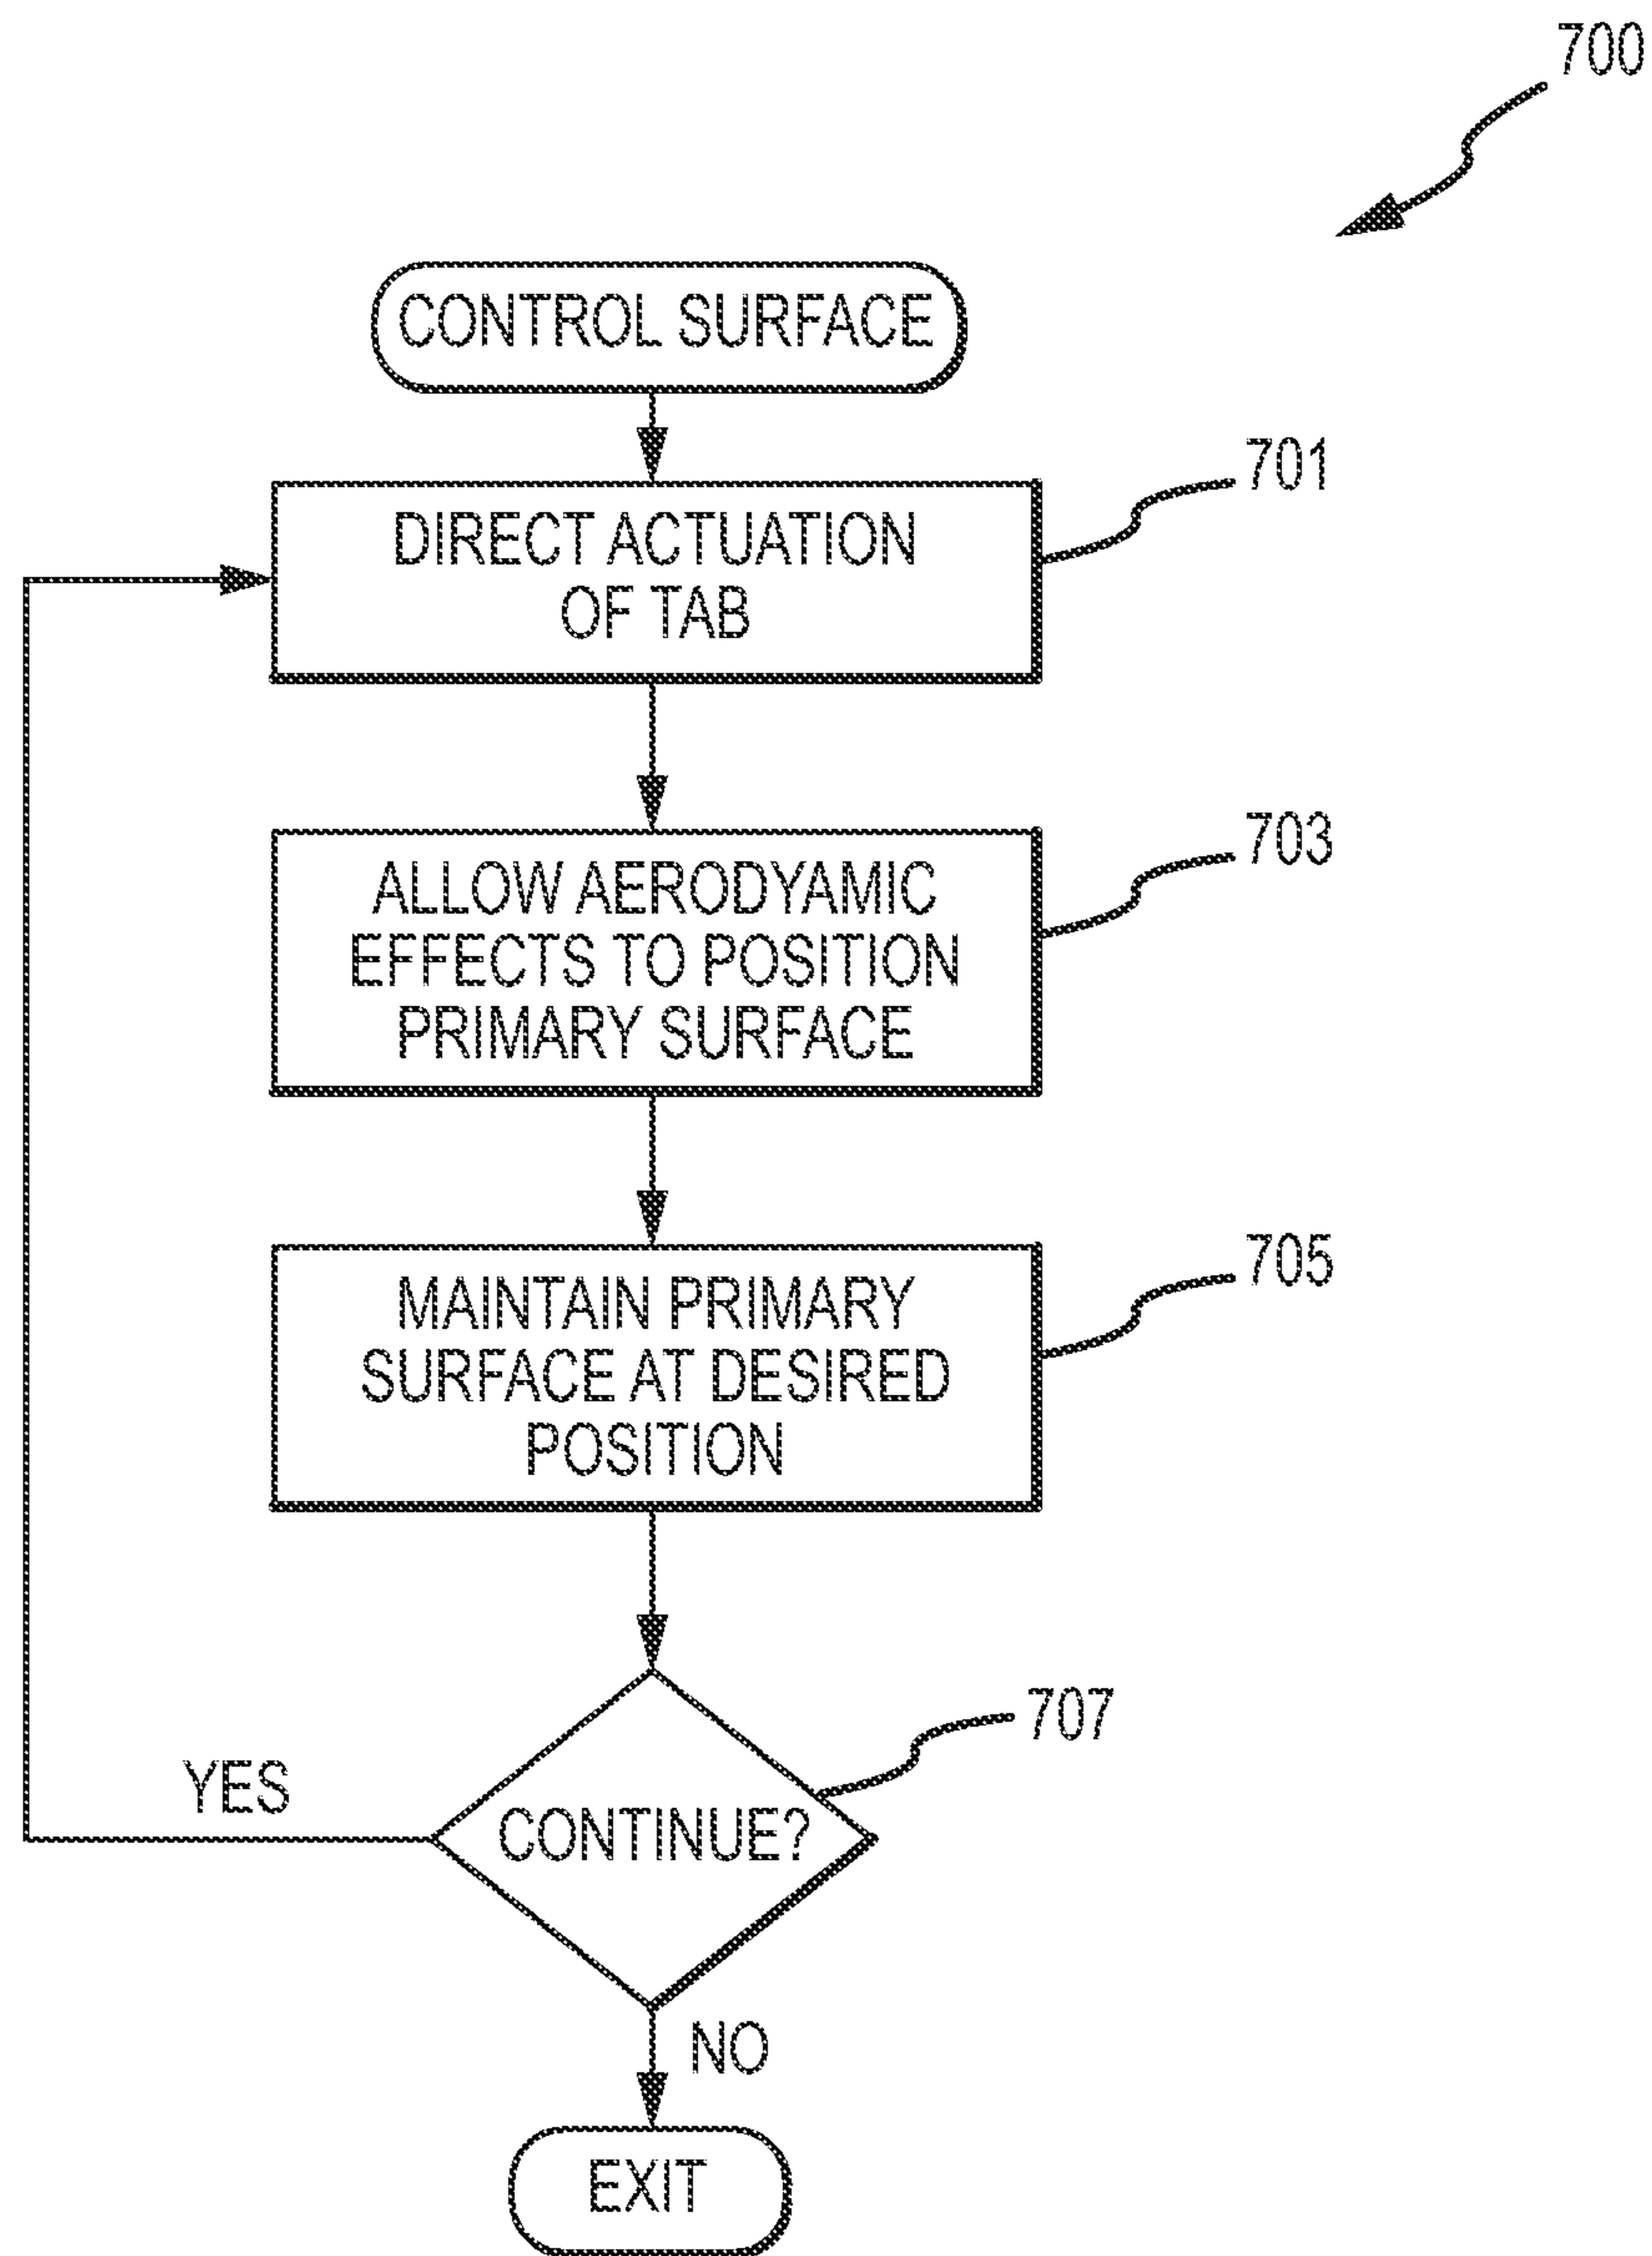 700
CONTROL SURFACE
701
DIRECT ACTUATION
OF TAB
703
ALLOW AERODYAMIC
EFFECTS TO POSITION
PRIMARY SURFACE
705
MAINTAIN PRIMARY
SURFACE AT DESIRED
POSITION
707
YES
CONTINUE?
NO
EXIT